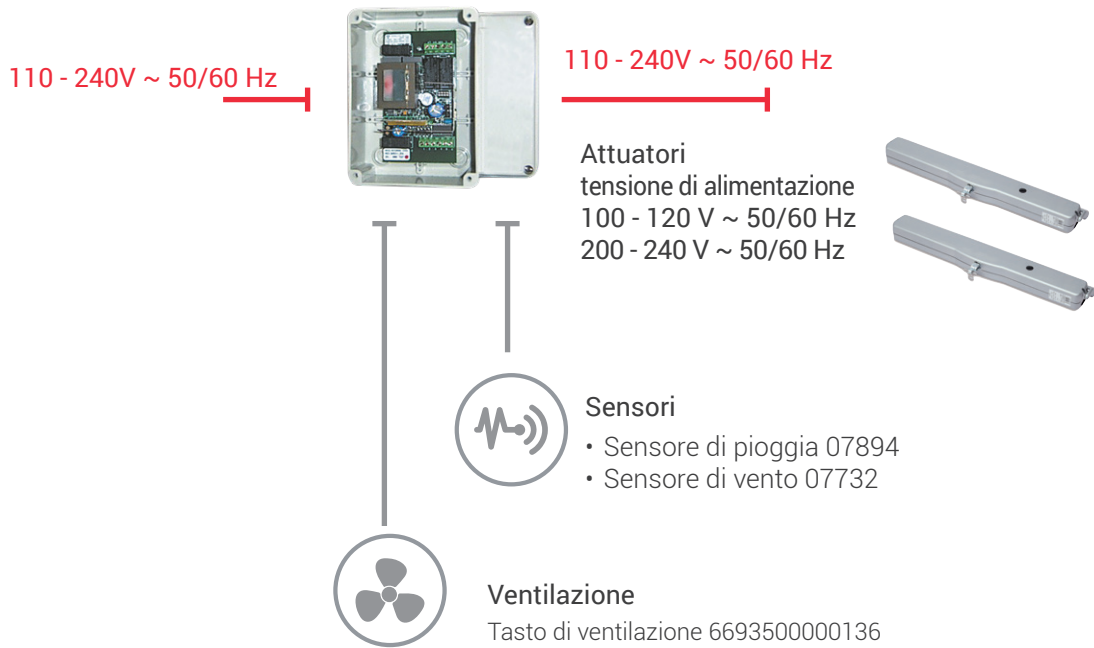 110 - 240V ~ 50/60 Hz
110 - 240V ~ 50/60 Hz
Attuatori
tensione di alimentazione
100 - 120 V ~ 50/60 Hz
200 - 240 V ~ 50/60 Hz
Sensori
• Sensore di pioggia 07894
• Sensore di vento 07732
Ventilazione
Tasto di ventilazione 6693500000136